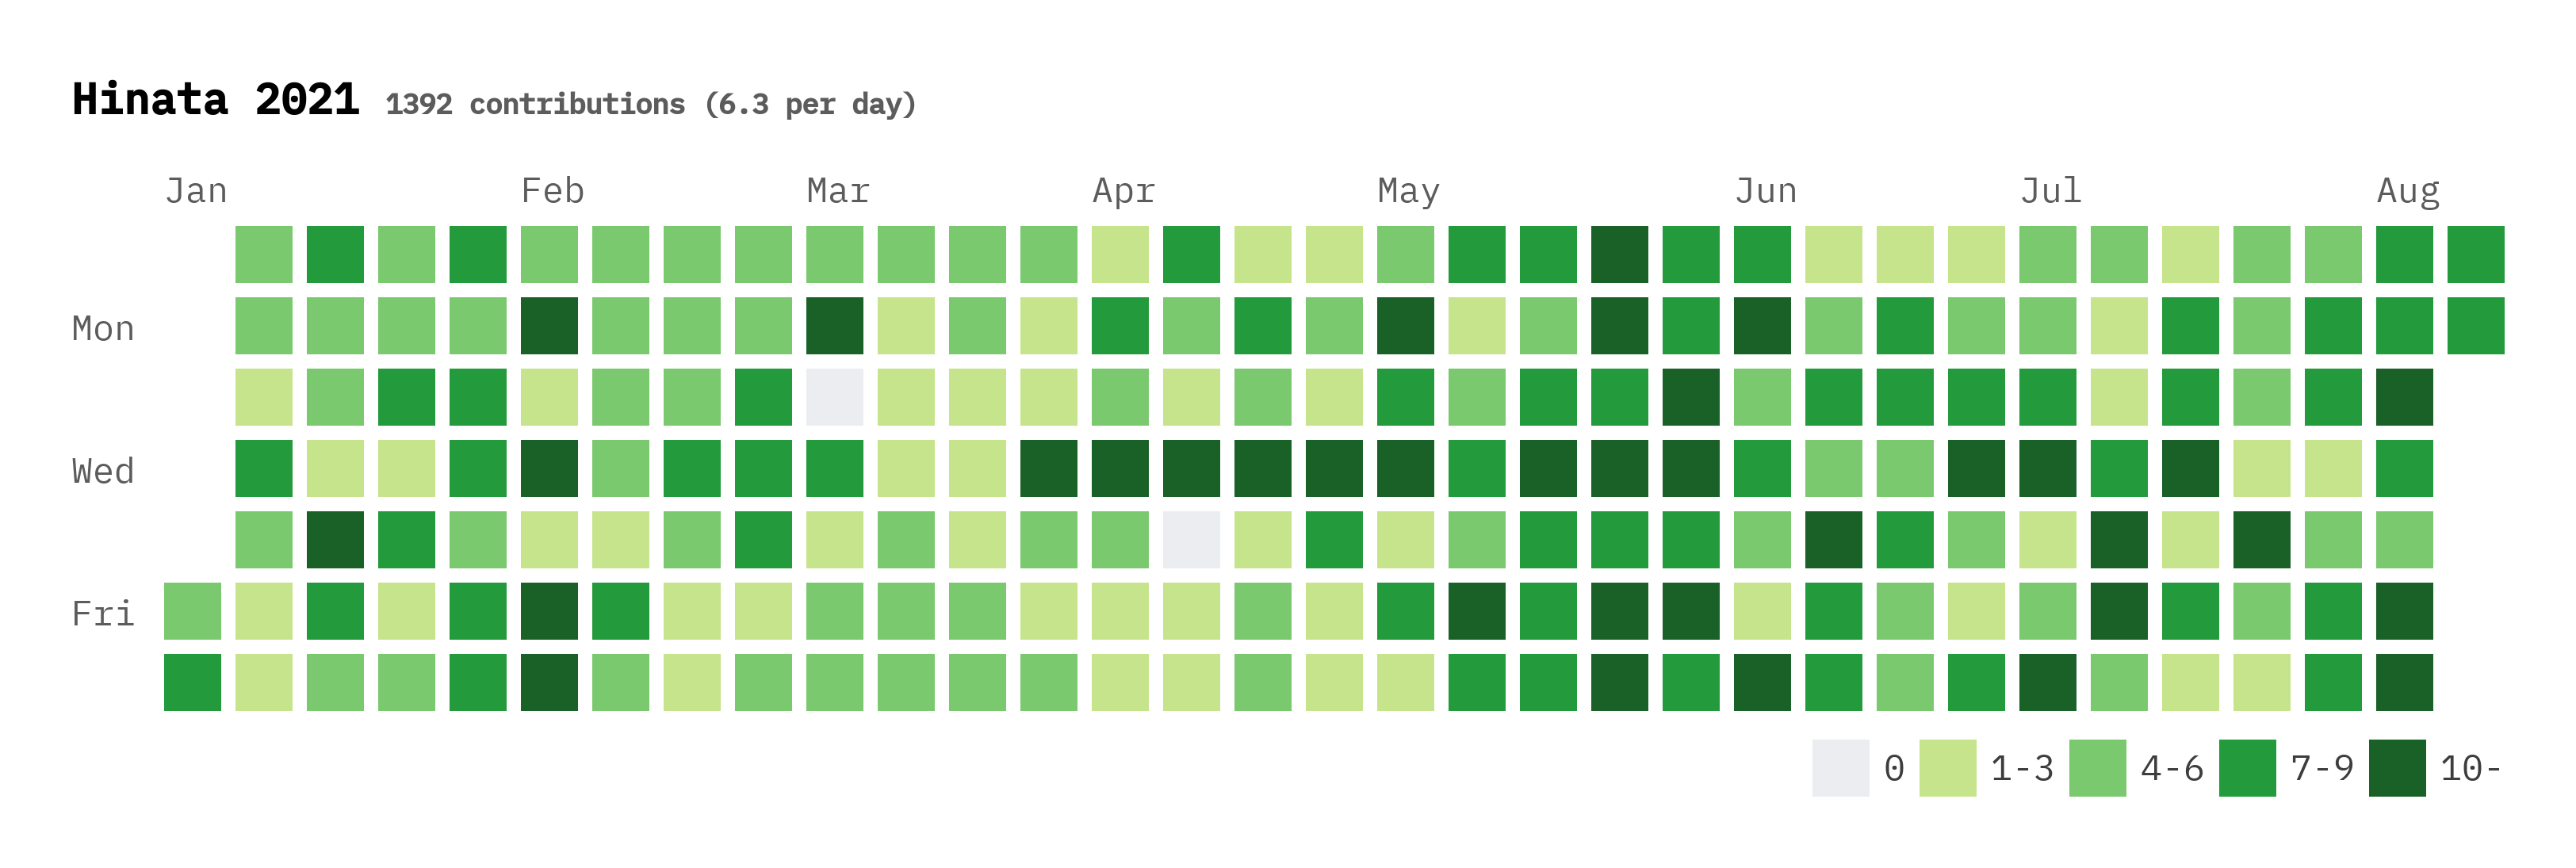 Hinata 2021 1392 contributions (6.3 per day)
Jan Feb Mar Apr May Jun Jul Aug
Mon
Wed
Fri
0 1-3 4-6 7-9 10-